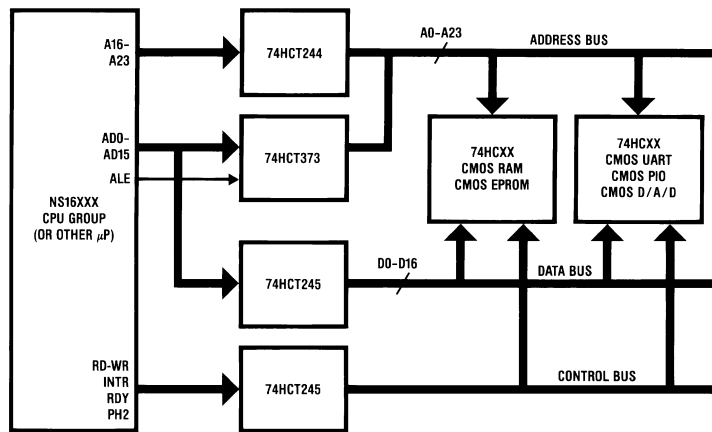 A16–
A23
AD0–
AD15
ALE
NS16XXX
CPU GROUP
(OR OTHER μP)
RD-WR
INTR
RDY
PH2
74HCT244
74HCT373
74HCT245
74HCT245
A0–A23
ADDRESS BUS
74HCXX
CMOS RAM
CMOS EPROM
74HCXX
CMOS UART
CMOS PIO
CMOS D/A/D
D0–D16
DATA BUS
CONTROL BUS